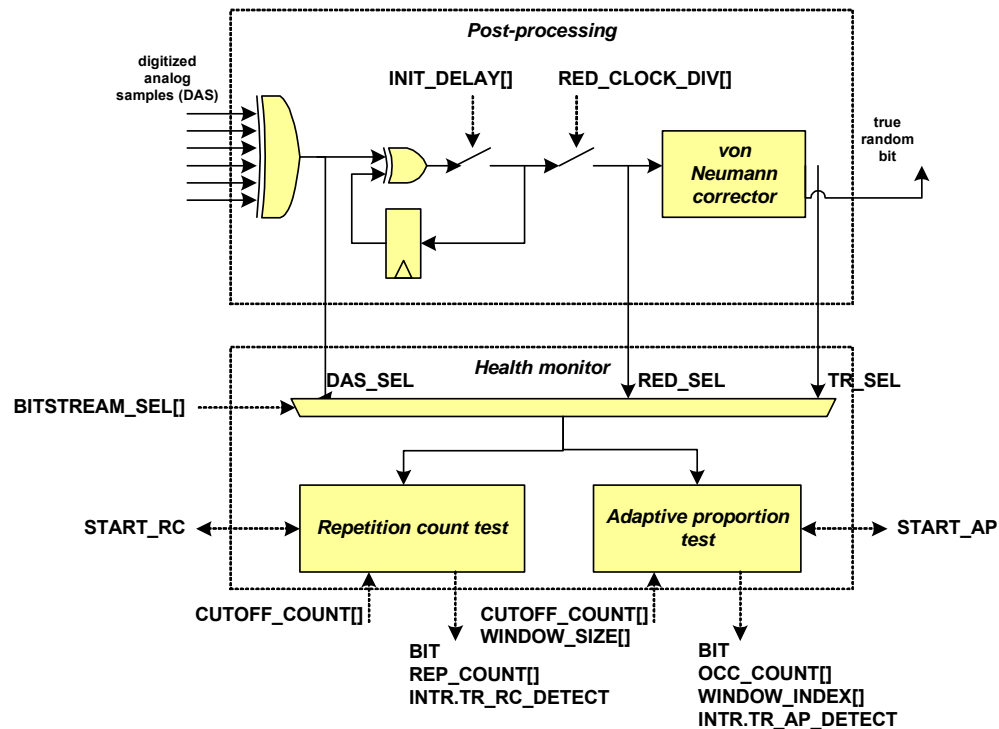 Post-processing
digitized
analog
samples (DAS)
INIT_DELAY[]
RED_CLOCK_DIV[]
true
random
bit
von
Neumann
corrector
Health monitor
DAS_SEL
RED_SEL
TR_SEL
BITSTREAM_SEL[]
START_RC
Repetition count test
Adaptive proportion
test
START_AP
CUTOFF_COUNT[]
CUTOFF_COUNT[]
WINDOW_SIZE[]
BIT
REP_COUNT[]
INTR.TR_RC_DETECT
BIT
OCC_COUNT[]
WINDOW_INDEX[]
INTR.TR_AP_DETECT